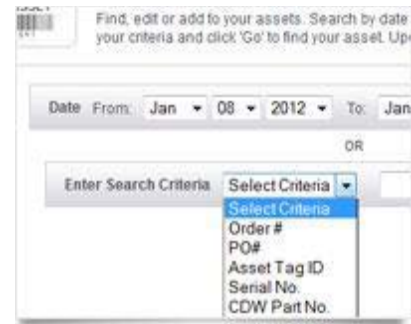 Find, edit or add to your assets. Search by date
your criteria and click 'Go' to find your asset. Up
Date From: Jan 08 2012 To: Jan
OR
Enter Search Criteria Select Criteria
Select Criteria
Order #
PO#
Asset Tag ID
Serial No.
CDW Part No.